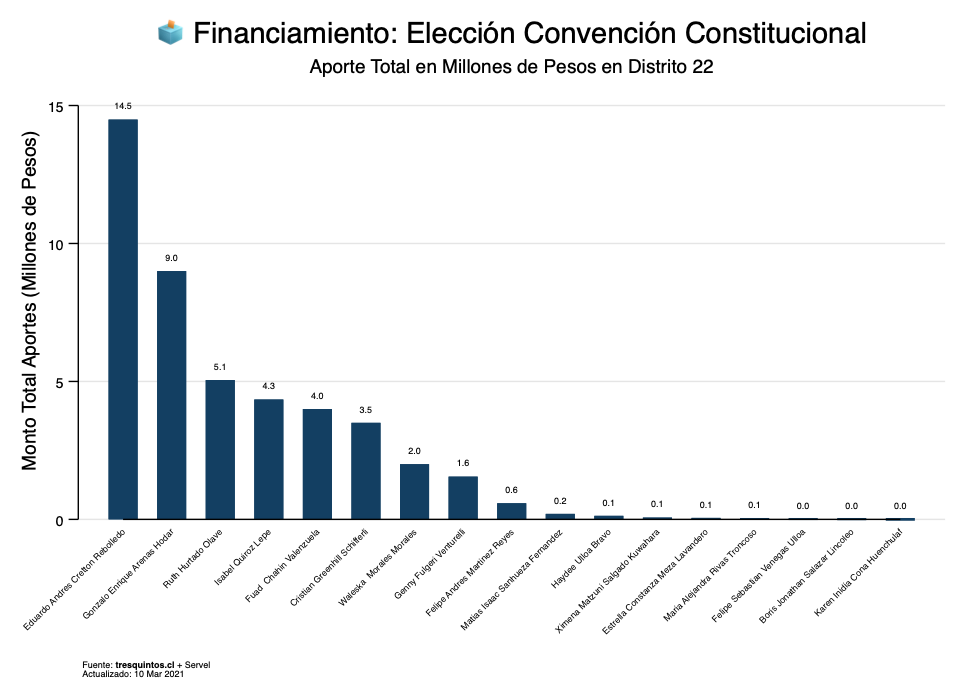 Financiamiento: Elección Convención Constitucional
Aporte Total en Millones de Pesos en Distrito 22
Monto Total Aportes (Millones de Pesos)
15
10
5
0
14.5
9.0
5.1
4.3
4.0
3.5
2.0
1.6
0.6
0.2
0.1
0.1
0.1
0.1
0.0
0.0
0.0
Eduardo Andres Cretton Rebolledo
Gonzalo Enrique Arenas Hodar
Ruth Hurtado Olave
Isabel Quiroz Lepe
Fuad Chahin Valenzuela
Cristian Greenhill Schifferli
Waleska Morales Morales
Genny Fulgeri Venturelli
Felipe Andres Martinez Reyes
Matias Isaac Sanhueza Fernandez
Haydee Ulloa Bravo
Ximena Matzumi Salgado Kuwahara
Estrella Constanza Meza Lavandero
Maria Alejandra Rivas Troncoso
Felipe Sebastian Venegas Ulloa
Boris Jonathan Salazar Lincoleo
Karen Inidia Cona Huenchulaf
Fuente: tresquintos.cl + Servel
Actualizado: 10 Mar 2021